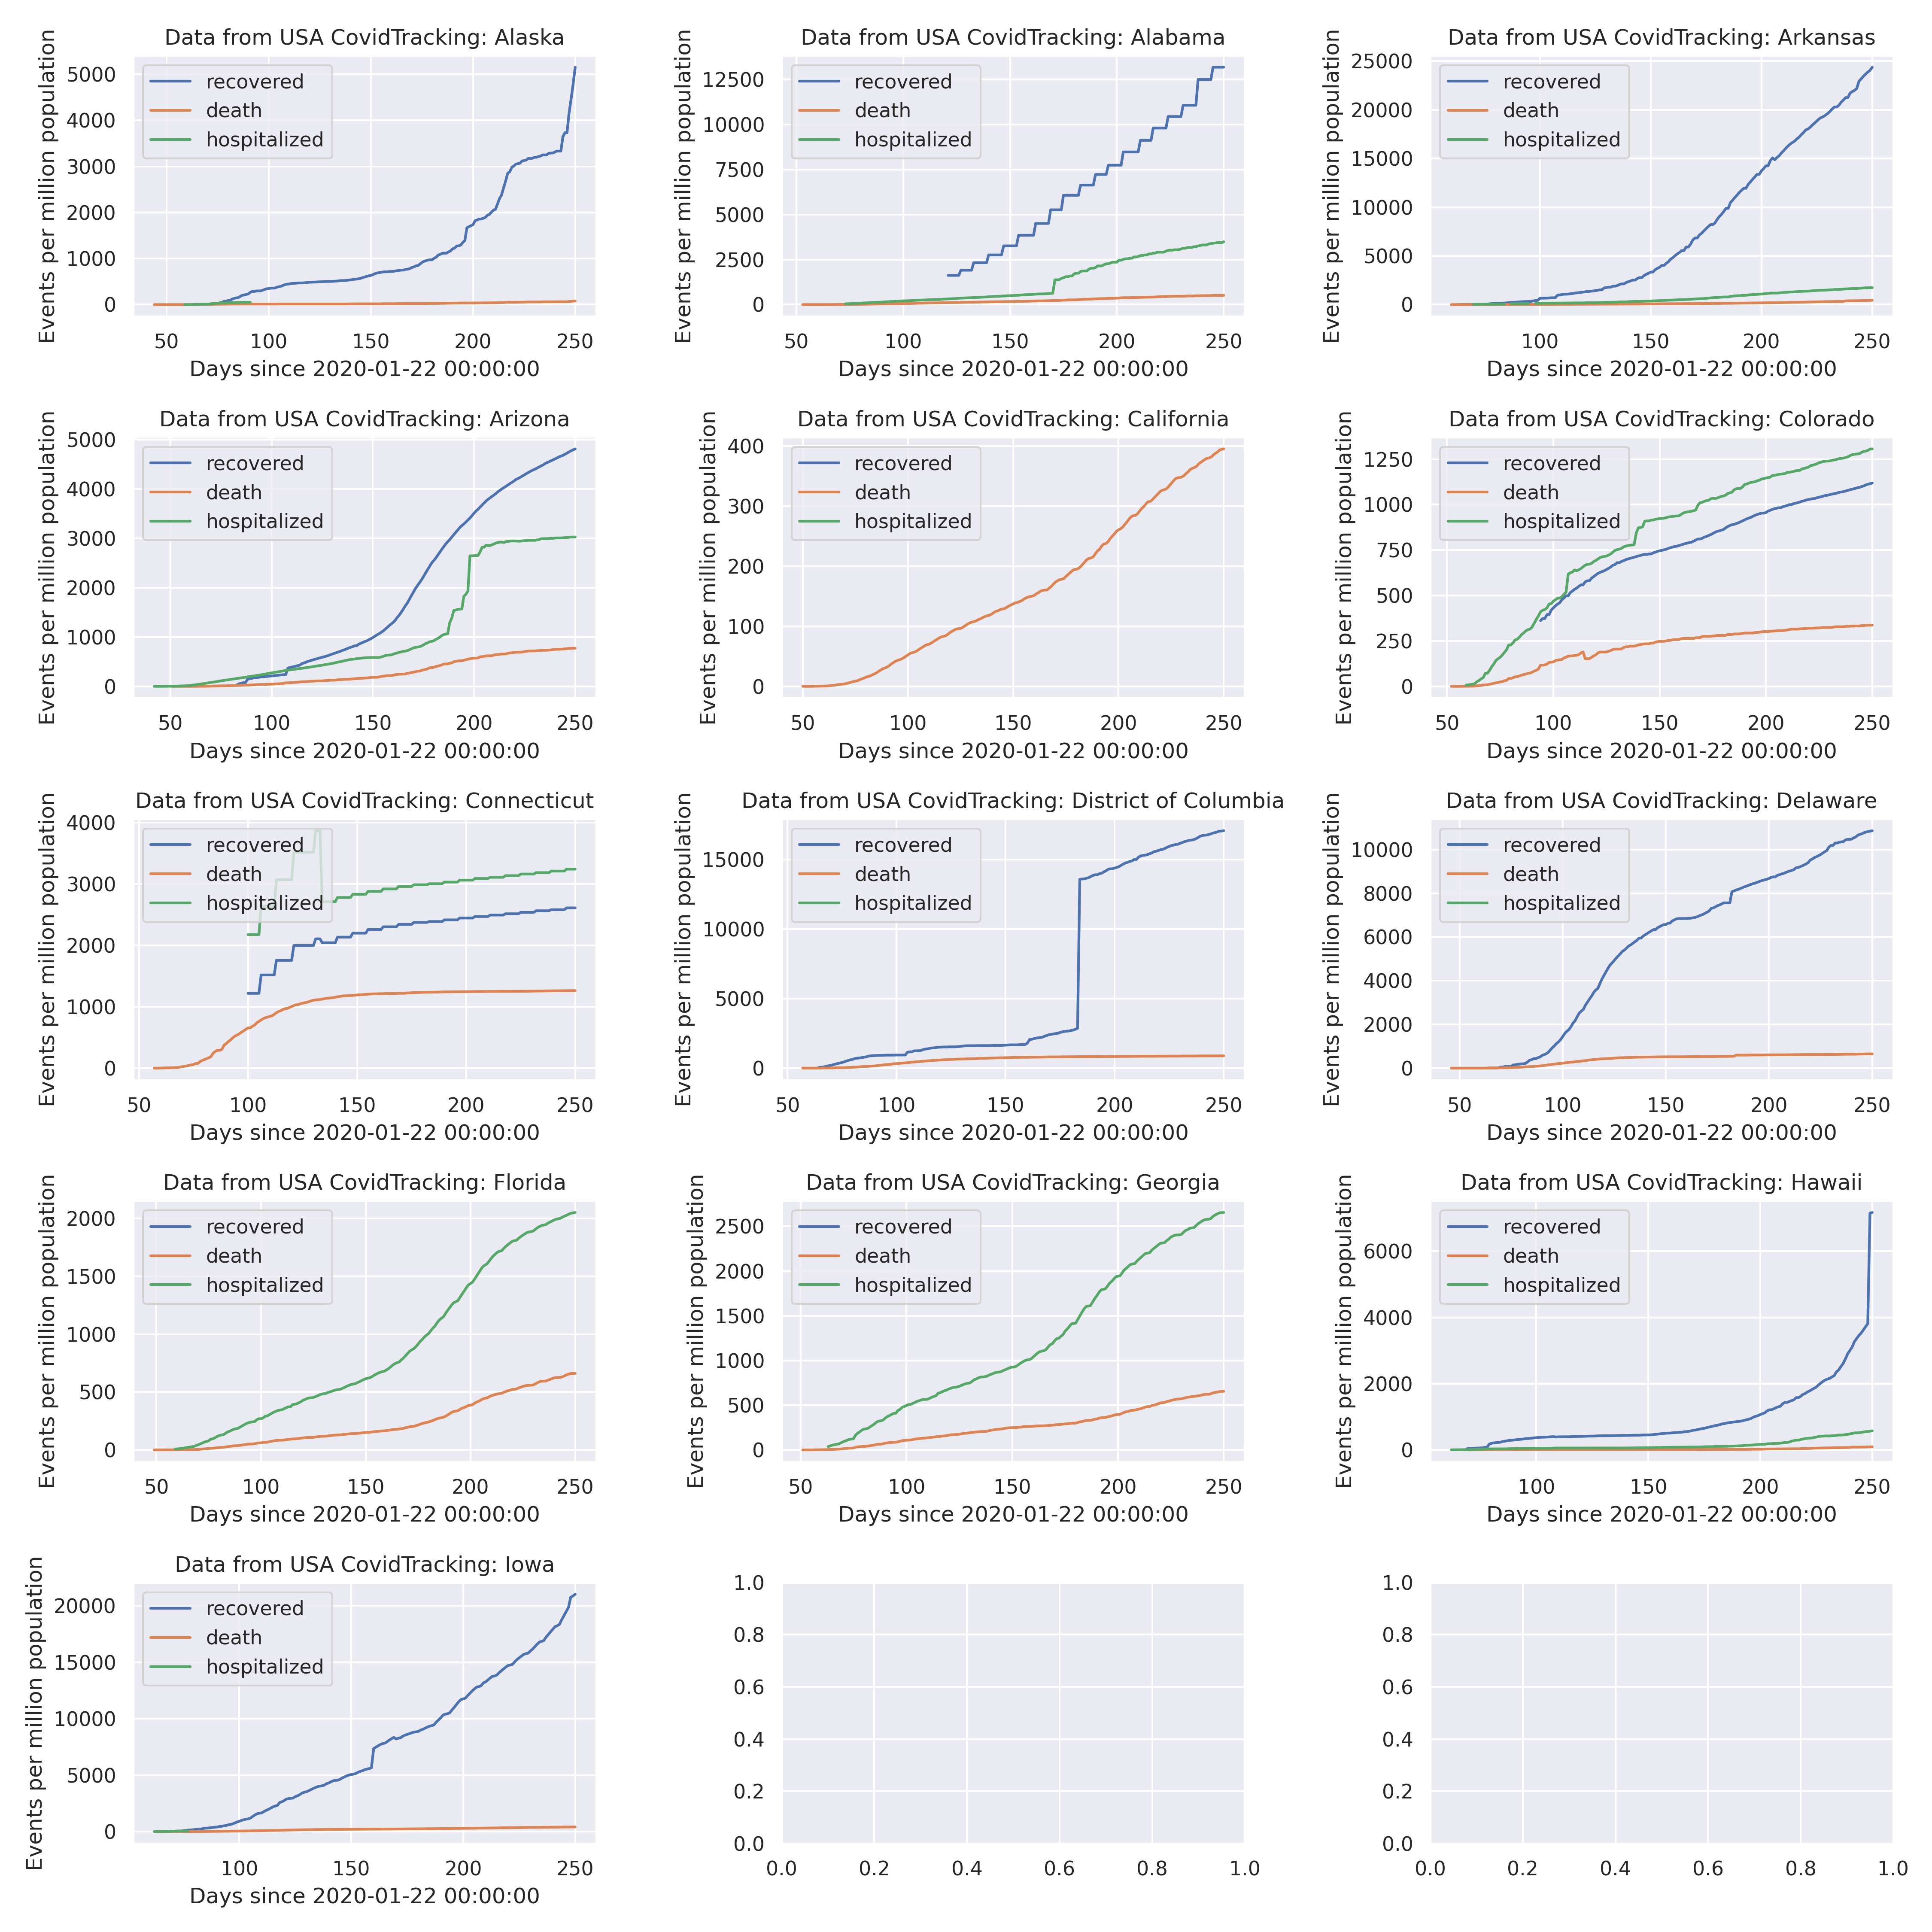 Data from USA CovidTracking: Alaska
Events per million population
5000
4000
3000
2000
1000
0
recovered
death
hospitalized
50 100 150 200 250
Days since 2020-01-22 00:00:00
Data from USA CovidTracking: Alabama
Events per million population
12500
10000
7500
5000
2500
0
recovered
death
hospitalized
50 100 150 200 250
Days since 2020-01-22 00:00:00
Data from USA CovidTracking: Arkansas
Events per million population
25000
20000
15000
10000
5000
0
recovered
death
hospitalized
100 150 200 250
Days since 2020-01-22 00:00:00
Data from USA CovidTracking: Arizona
Events per million population
5000
4000
3000
2000
1000
0
recovered
death
hospitalized
50 100 150 200 250
Days since 2020-01-22 00:00:00
Data from USA CovidTracking: California
Events per million population
400
300
200
100
0
recovered
death
hospitalized
50 100 150 200 250
Days since 2020-01-22 00:00:00
Data from USA CovidTracking: Colorado
Events per million population
1250
1000
750
500
250
0
recovered
death
hospitalized
50 100 150 200 250
Days since 2020-01-22 00:00:00
Data from USA CovidTracking: Connecticut
Events per million population
4000
3000
2000
1000
0
recovered
death
hospitalized
50 100 150 200 250
Days since 2020-01-22 00:00:00
Data from USA CovidTracking: District of Columbia
Events per million population
15000
10000
5000
0
recovered
death
hospitalized
50 100 150 200 250
Days since 2020-01-22 00:00:00
Data from USA CovidTracking: Delaware
Events per million population
10000
8000
6000
4000
2000
0
recovered
death
hospitalized
50 100 150 200 250
Days since 2020-01-22 00:00:00
Data from USA CovidTracking: Florida
Events per million population
2000
1500
1000
500
0
recovered
death
hospitalized
50 100 150 200 250
Days since 2020-01-22 00:00:00
Data from USA CovidTracking: Georgia
Events per million population
2500
2000
1500
1000
500
0
recovered
death
hospitalized
50 100 150 200 250
Days since 2020-01-22 00:00:00
Data from USA CovidTracking: Hawaii
Events per million population
6000
4000
2000
0
recovered
death
hospitalized
100 150 200 250
Days since 2020-01-22 00:00:00
Data from USA CovidTracking: Iowa
Events per million population
20000
15000
10000
5000
0
recovered
death
hospitalized
100 150 200 250
Days since 2020-01-22 00:00:00
1.0
0.8
0.6
0.4
0.2
0.0
0.0 0.2 0.4 0.6 0.8 1.0
1.0
0.8
0.6
0.4
0.2
0.0
0.0 0.2 0.4 0.6 0.8 1.0